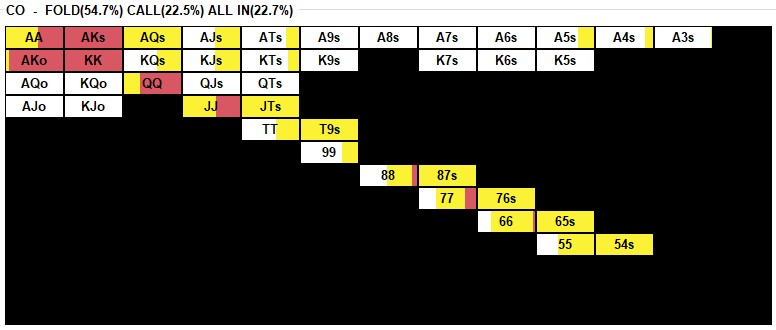 CO - FOLD(54.7%) CALL(22.5%) ALL IN(22.7%)
AA AKs AQs AJs ATs A9s A8s A7s A6s A5s A4s A3s
AKo KK KQs KJs KTs K9s K7s K6s K5s
AQo KQo QQ QJs QTs
AJo KJo JJ JTs
TT T9s
99
88 87s
77 76s
66 65s
55 54s